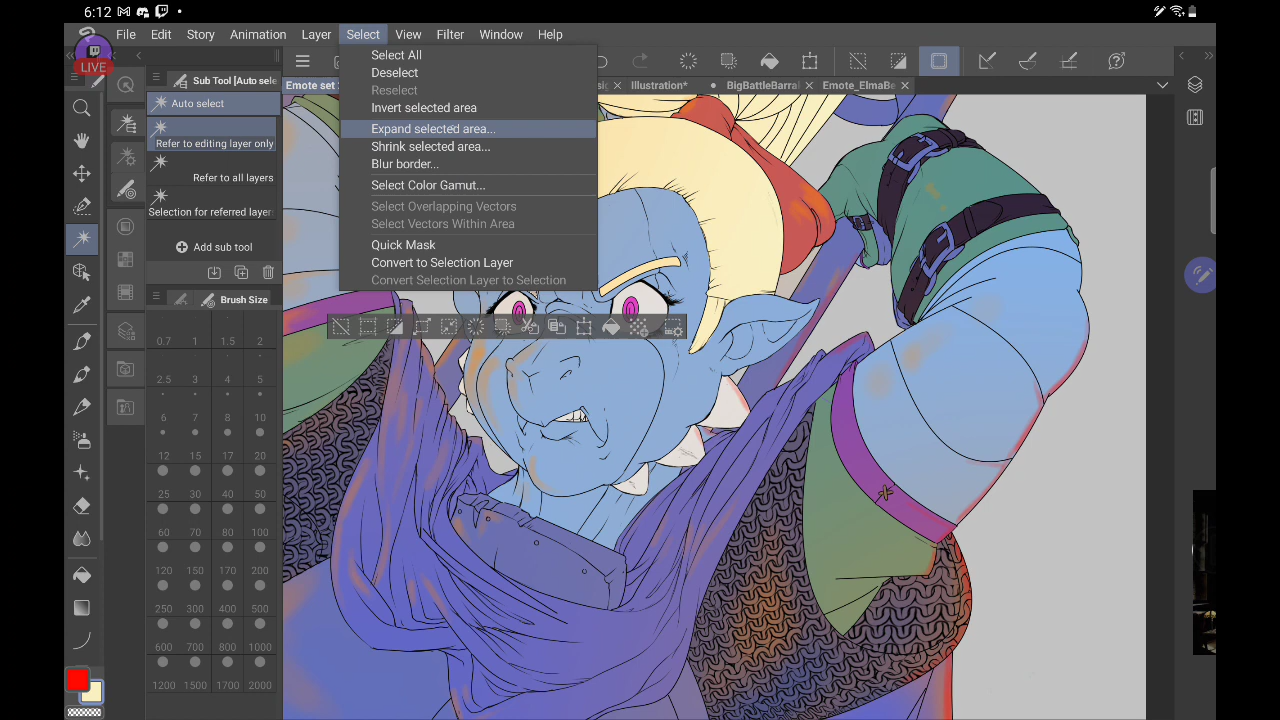 6:12
File Edit Story Animation Layer Select View Filter Window Help
LIVE
Sub Tool [Auto sele
Auto select
Refer to editing layer only
Refer to all layers
Selection for referred layer
Add sub tool
Brush Size
0.7 1 1.5 2
2.5 3 4 5
6 7 8 10
12 15 17 20
25 30 40 50
60 70 80 100
120 150 170 200
250 300 400 500
600 700 800 1000
1200 1500 1700 2000
Select All
Deselect
Reselect
Invert selected area
Expand selected area...
Shrink selected area...
Blur border...
Select Color Gamut...
Select Overlapping Vectors
Select Vectors Within Area
Quick Mask
Convert to Selection Layer
Convert Selection Layer to Selection
Emote set
Illustration*
BigBattleBarral
Emote_ElmaBe